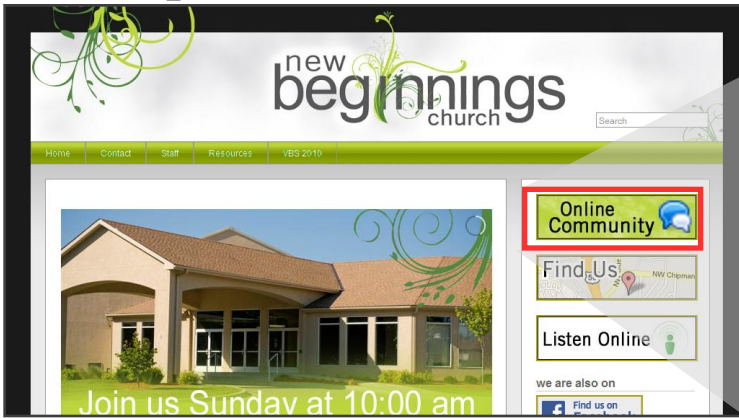 new
beginnings
church
Search
Home Contact Staff Resources VBS 2010
Online
Community
Find Us
NW Chipman
Listen Online
we are also on
Find us on
Facebook
Join us Sunday at 10:00 am